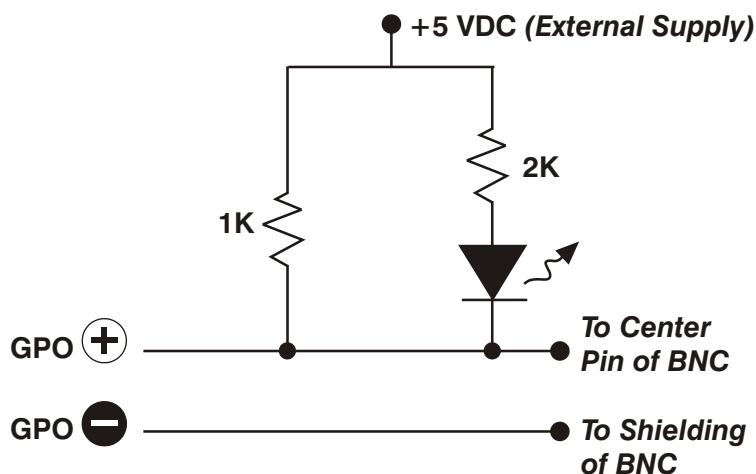 +5 VDC (External Supply)
2K
1K
GPO +
To Center
Pin of BNC
GPO −
To Shielding
of BNC